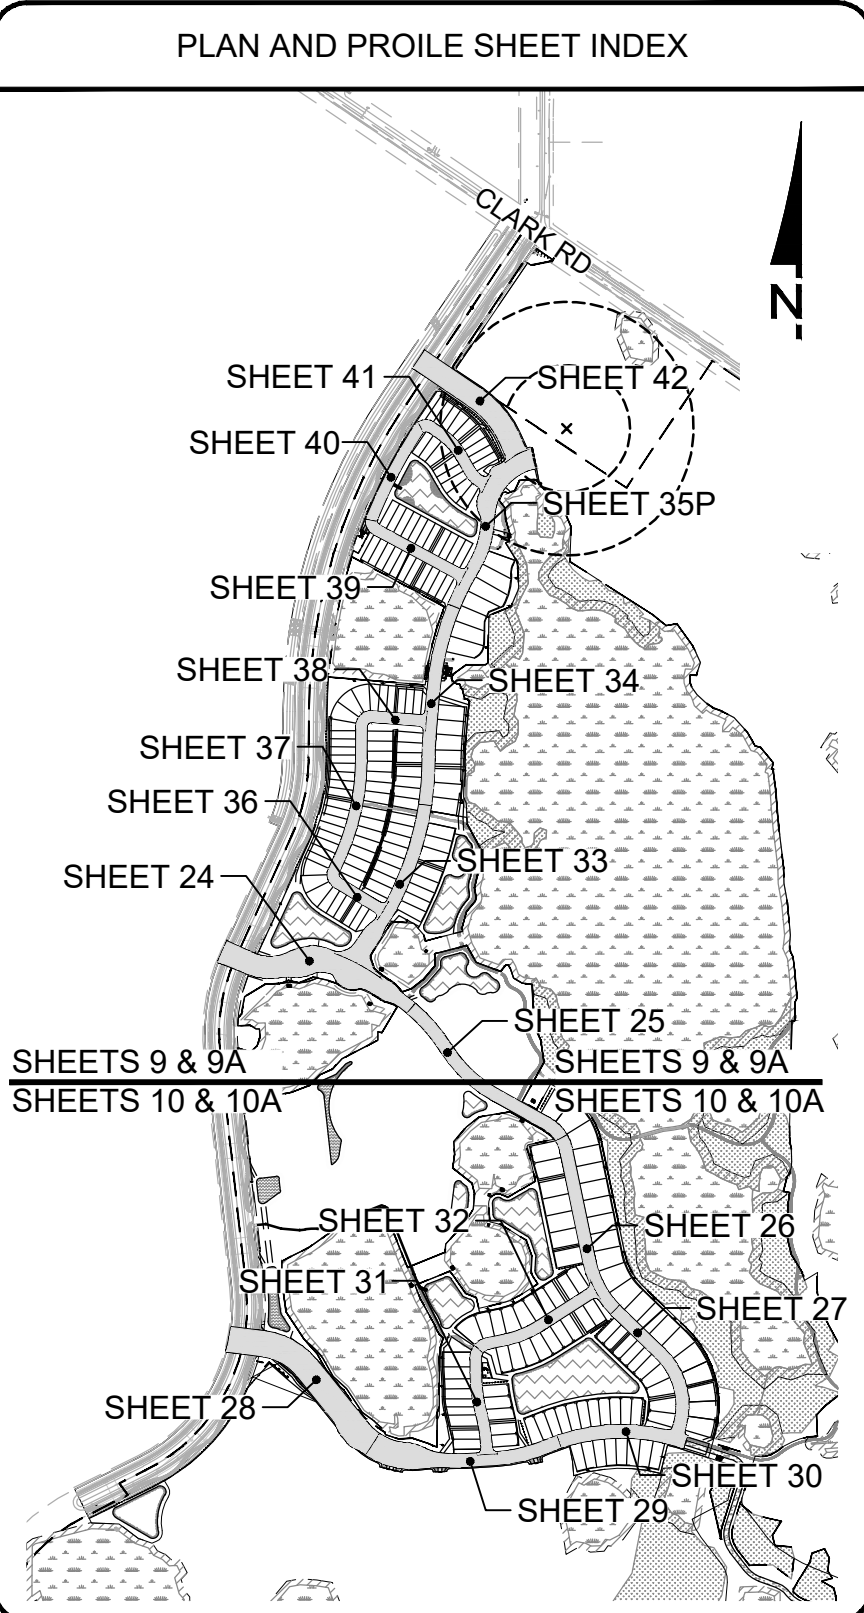 PLAN AND PROILE SHEET INDEX
CLARK RD
N
SHEET 41
SHEET 42
SHEET 40
SHEET 35P
SHEET 39
SHEET 38
SHEET 34
SHEET 37
SHEET 36
SHEET 33
SHEET 24
SHEET 25
SHEETS 9 & 9A
SHEETS 9 & 9A
SHEETS 10 & 10A
SHEETS 10 & 10A
SHEET 32
SHEET 26
SHEET 31
SHEET 27
SHEET 28
SHEET 30
SHEET 29